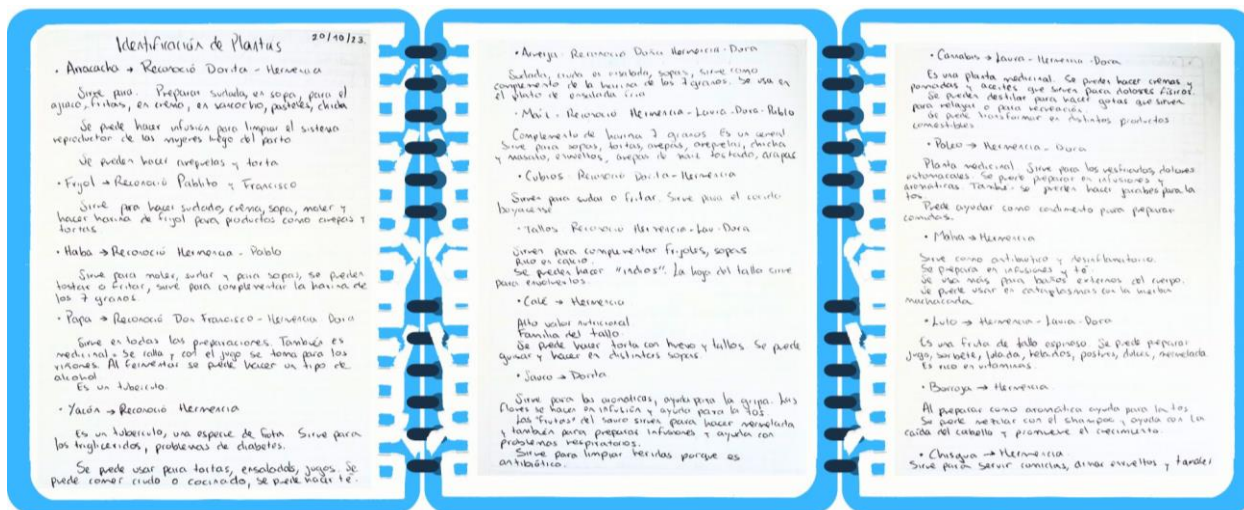 Identificación de Plantas 20/10/23
• Aracacha → Reconoció Dorita - Hermencia
Sirve para: Preparar sudada, en sopa, para el
ajiaco, fritas, en crema, en sancocho, pasteles, chicha
Se puede hacer infusión para limpiar el sistema
reproductor de las mujeres luego del parto
Se pueden hacer arepuelas y torta
• Frijol → Reconoció Pablito y Francisco
Sirve para hacer sudado, crema, sopa, moler y
hacer harina de frijol para productos como arepas y
tortas.
• Haba → Reconoció Hermencia - Pablo
Sirve para moler, sudar y para sopas, se pueden
tostar o fritar, sirve para complementar la harina de
los 7 granos.
• Papa → Reconoció Don Francisco - Hermencia Dora
Sirve en todas las preparaciones. También es
medicinal. Se ralla y con el jugo se toma para los
riñones. Al fermentar se puede hacer un tipo de
alcohol
Es un tubérculo.
• Yacón → Reconoció Hermencia
Es un tubérculo, una especie de Sirve para
los triglicéridos, problemas de diabetes.
Se puede usar para tortas, ensaladas, jugos. Se
puede comer crudo o cocinado, se puede hacer té.
• Arveja: Reconoció Doña Hermencia - Dora
Sudada, crudo en ensalada, sopas, sirve como
complemento de la harina de los 7 granos. Se usa en
el plato de ensalada fría
• Maíz - Reconoció Hermencia - Laura - Dora - Pablo
Complemento de harina 7 granos. Es un cereal
Sirve para sopas, tortas, arepas, arepuelas, chicha
y masato, envueltos, arepas de maíz tostado, arapas
• Cubios: Reconoció Dorita - Hermencia
Sirven para sudar o fritar. Sirve para el cocido
boyacense
• Tallos Reconoció Hermencia - Lau - Dora
Sirven para complementar frijoles, sopas
Rico en calcio.
Se pueden hacer "indios". La hoja del tallo sirve
para envolverlos.
• Calé → Hermencia
Alto valor nutricional
Familia del tallo
Se puede hacer torta con huevo y tallos. Se puede
guisar y hacer en distintas sopas
• Sauco → Dorita
Sirve para las aromáticas, ayuda para la gripa. Las
flores se hacen en infusión y ayuda para la tos.
Las "frutas" del sauco sirven para hacer mermelada
y también para preparar infusiones y ayuda con
problemas respiratorios.
Sirve para limpiar heridas porque es
antibiótico.
• Cannabis → Laura - Hermencia - Dora
Es una planta medicinal. Se pueden hacer cremas y
pomadas y aceites que sirven para dolores físicos.
Se pueden destilar para hacer gotas que sirven
para relajar o para recreación
Se puede transformar en distintos productos
comestibles
• Poleo → Hermencia - Dora
Planta medicinal. Sirve para los resfriados, dolores
estomacales. Se puede preparar en infusiones y
aromáticas. También se pueden hacer jarabes para la
tos.
Puede ayudar como condimento para preparar
comidas.
• Malva → Hermencia
Sirve como antibiótico y desinflamatorio.
Se prepara en infusiones y té.
Se usa más para baños externos del cuerpo.
Se puede usar en cataplasmas con la hierba
machacada.
• Lulo → Hermencia - Laura - Dora
Es una fruta de tallo espinoso. Se puede preparar
jugo, sorbete, helados, postres, dulces, mermelada
Es rico en vitaminas.
• Borroja → Hermencia
Al preparar como aromática ayuda para la tos
Se puede mezclar con el shampoo y ayuda con la
caída del cabello y promueve el crecimiento.
• Chisgua → Hermencia
Sirve para servir comidas, armar envueltos y tamales